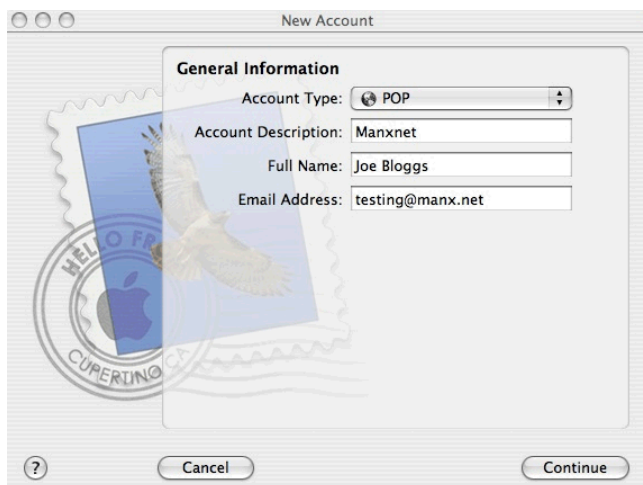 New Account
General Information
Account Type: POP
Account Description: Manxnet
Full Name: Joe Bloggs
Email Address: testing@manx.net
HELLO FR
CUPERTINO CA
? Cancel Continue